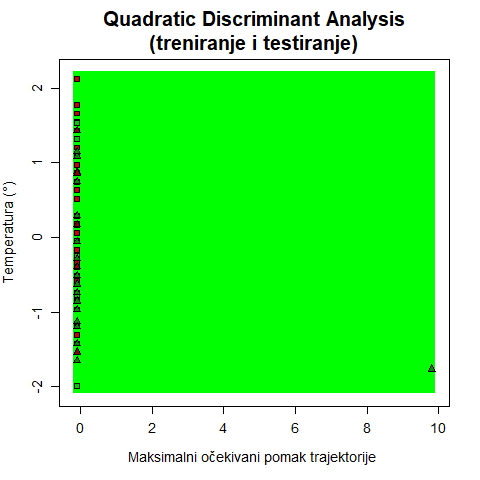 Quadratic Discriminant Analysis
(treniranje i testiranje)
2
1
0
-1
-2
Temperatura (°)
0 2 4 6 8 10
Maksimalni očekivani pomak trajektorije